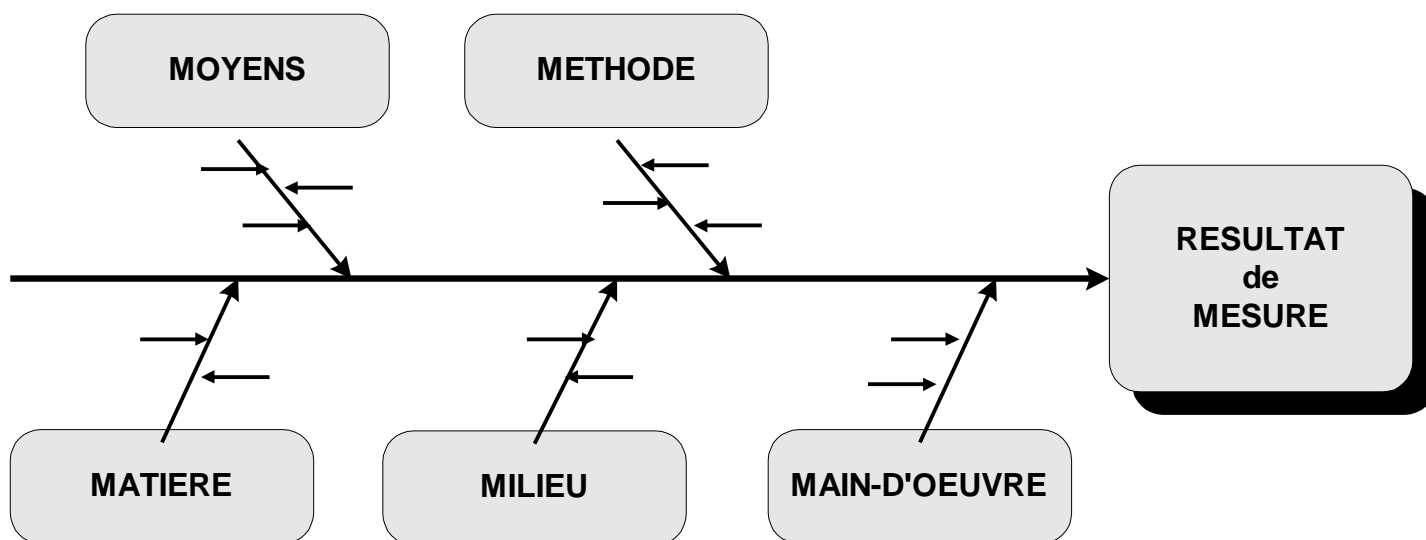 MOYENS
METHODE
RESULTAT
de
MESURE
MATIERE
MILIEU
MAIN-D'OEUVRE